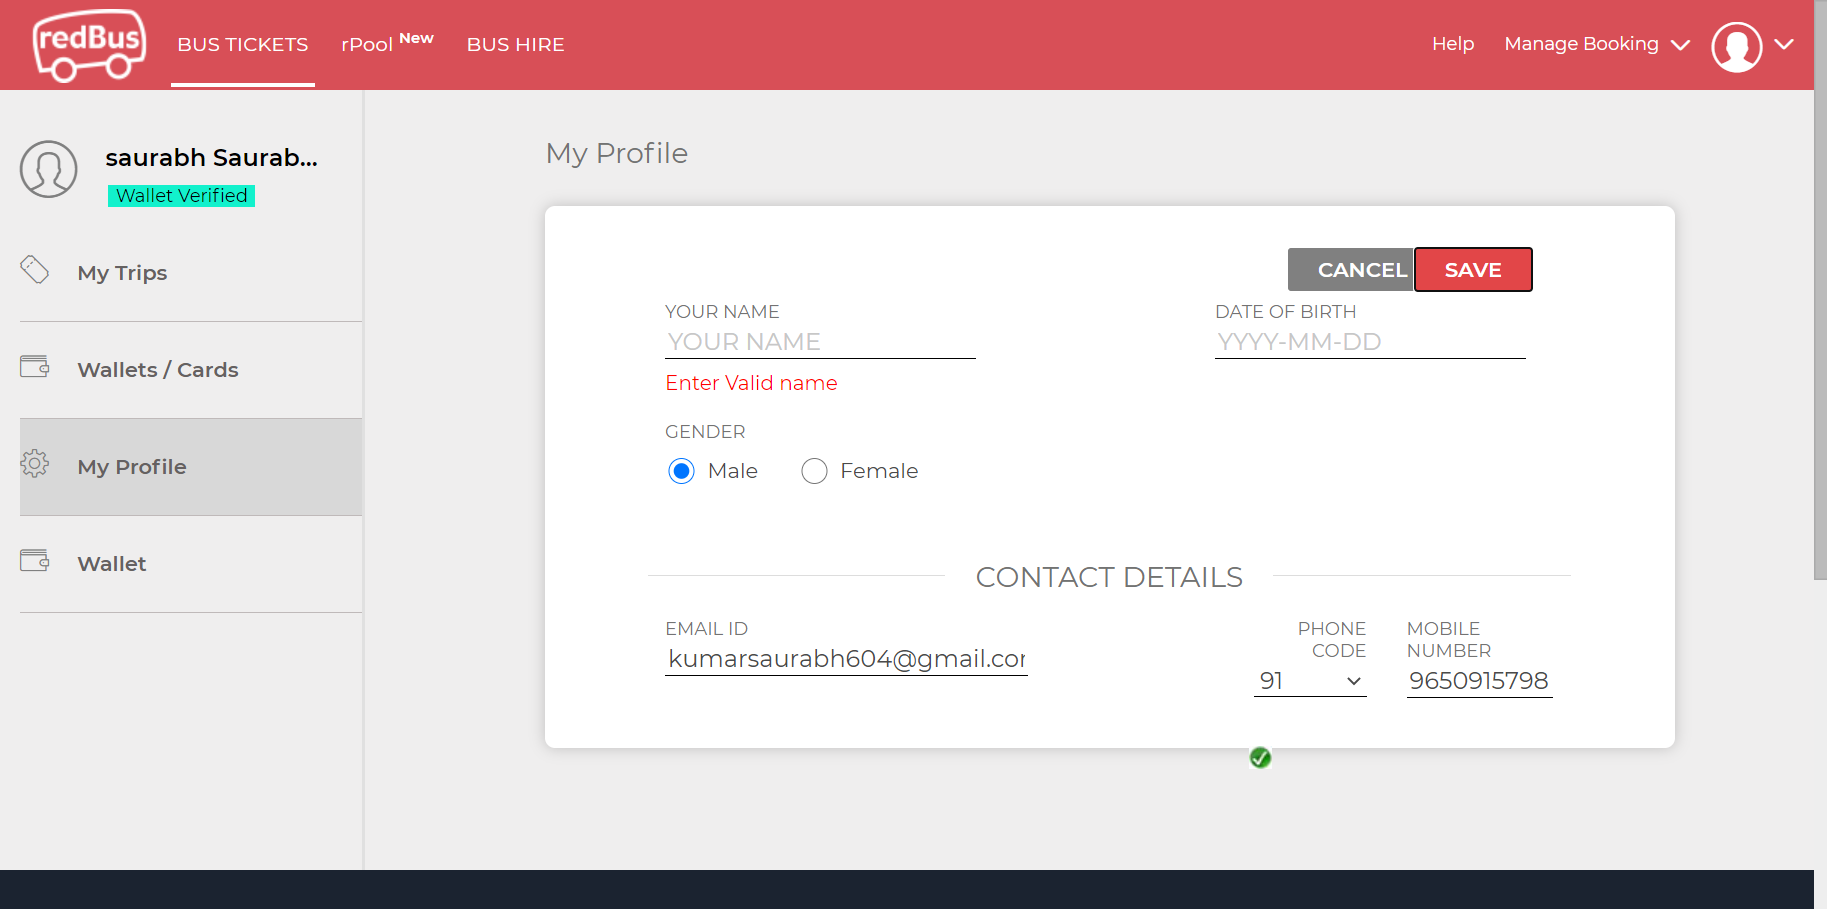 redBus
BUS TICKETS
rPool New
BUS HIRE
Help
Manage Booking
saurabh Saurab...
Wallet Verified
My Trips
Wallets / Cards
My Profile
Wallet
My Profile
CANCEL
SAVE
YOUR NAME
YOUR NAME
Enter Valid name
DATE OF BIRTH
YYYY-MM-DD
GENDER
Male
Female
CONTACT DETAILS
EMAIL ID
kumarsaurabh604@gmail.cor
PHONE
CODE
91
MOBILE
NUMBER
9650915798